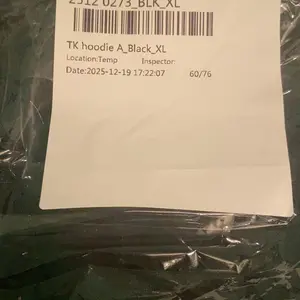 2512 0273_BLK_XL
TK hoodie A_Black_XL
Location:Temp Inspector:
Date:2025-12-19 17:22:07 60/76